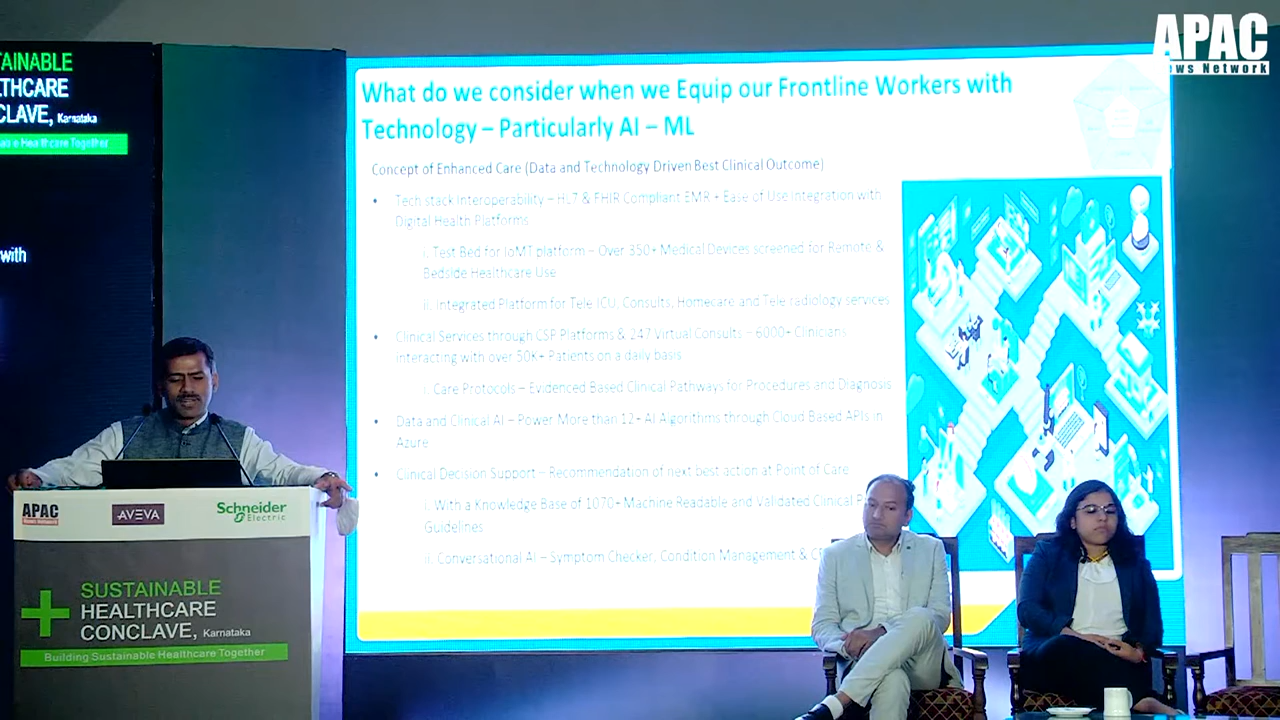 APAC
News Network
TAINABLE
LTHCARE
CLAVE, Karnataka
Healthcare Together
with
What do we consider when we Equip our Frontline Workers with
Technology – Particularly AI – ML
Concept of Enhanced Care (Data and Technology Driven Best Clinical Outcome)
• Tech stack Interoperability – HL7 & FHIR Compliant EMR + Ease of Use integration with
Digital Health Platforms
i. Test Bed for IoMT platform – Over 350+ Medical Devices screened for Remote &
Bedside Healthcare Use
ii. Integrated Platform for Tele ICU, Consults, Homecare and Tele radiology services
• Clinical Services through CSF Platforms & 247 Virtual Consults – 6000+ Clinicians
interacting with over 50K+ Patients on a daily basis
i. Care Protocols – Evidenced Based Clinical Pathways for Procedures and Diagnosis
• Data and Clinical AI – Power More than 12+ AI Algorithms through Cloud Based APIs in
Azure
• Clinical Decision Support – Recommendation of next best action at Point of Care
i. With a Knowledge Base of 1070+ Machine Readable and Validated Clinical
Guidelines
ii. Conversational AI – Symptom Checker, Condition Management &
APAC
News Network
AVEVA
Schneider
Electric
SUSTAINABLE
HEALTHCARE
CONCLAVE, Karnataka
Building Sustainable Healthcare Together